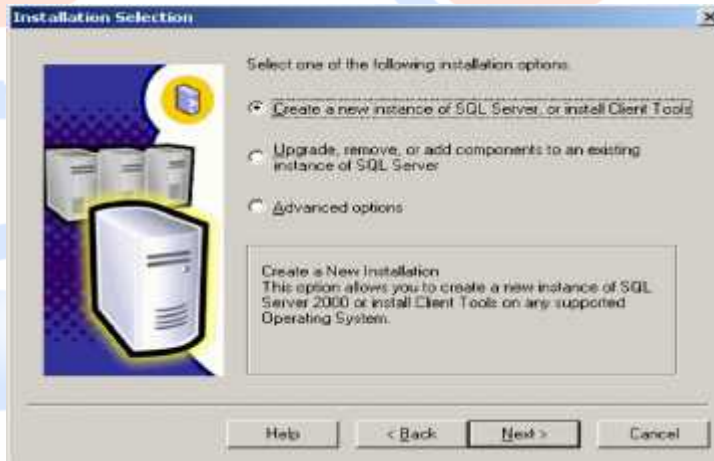 Installation Selection
Select one of the following installation options.
Create a new instance of SQL Server, or install Client Tools
Upgrade, remove, or add components to an existing
instance of SQL Server
Advanced options
Create a New Installation
This option allows you to create a new instance of SQL
Server 2000 or install Client Tools on any supported
Operating System.
Help
< Back
Next >
Cancel